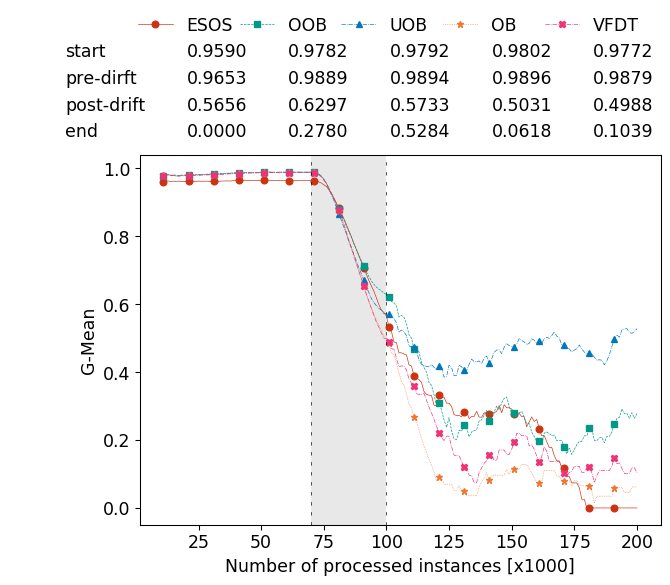 ESOS OOB UOB OB VFDT
start 0.9590 0.9782 0.9792 0.9802 0.9772
pre-dirft 0.9653 0.9889 0.9894 0.9896 0.9879
post-drift 0.5656 0.6297 0.5733 0.5031 0.4988
end 0.0000 0.2780 0.5284 0.0618 0.1039
1.0
0.8
0.6
0.4
0.2
0.0
G-Mean
25 50 75 100 125 150 175 200
Number of processed instances [x1000]